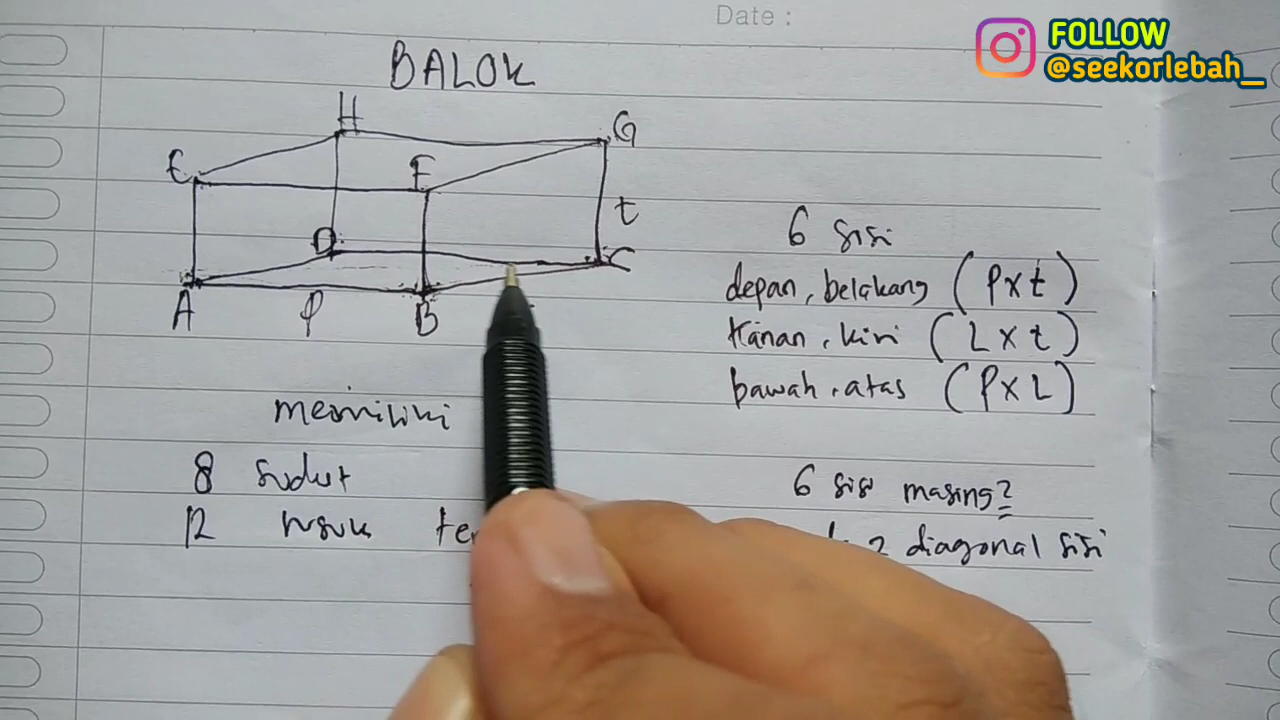 Date :
FOLLOW
@seekorlebah_
BALOK
H
G
E
F
t
D
C
A
P
B
6 sisi
depan, belakang (P x t)
kanan, kiri (L x t)
bawah, atas (P x L)
memiliki
8 sudut
12 rusuk
6 sisi masing2
2 diagonal sisi